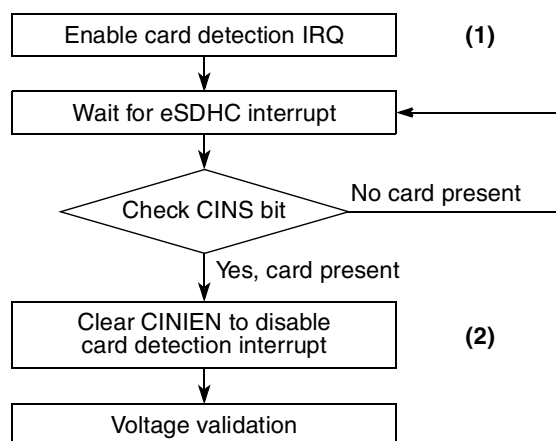 Enable card detection IRQ
(1)
Wait for eSDHC interrupt
Check CINS bit
No card present
Yes, card present
Clear CINIEN to disable
card detection interrupt
(2)
Voltage validation